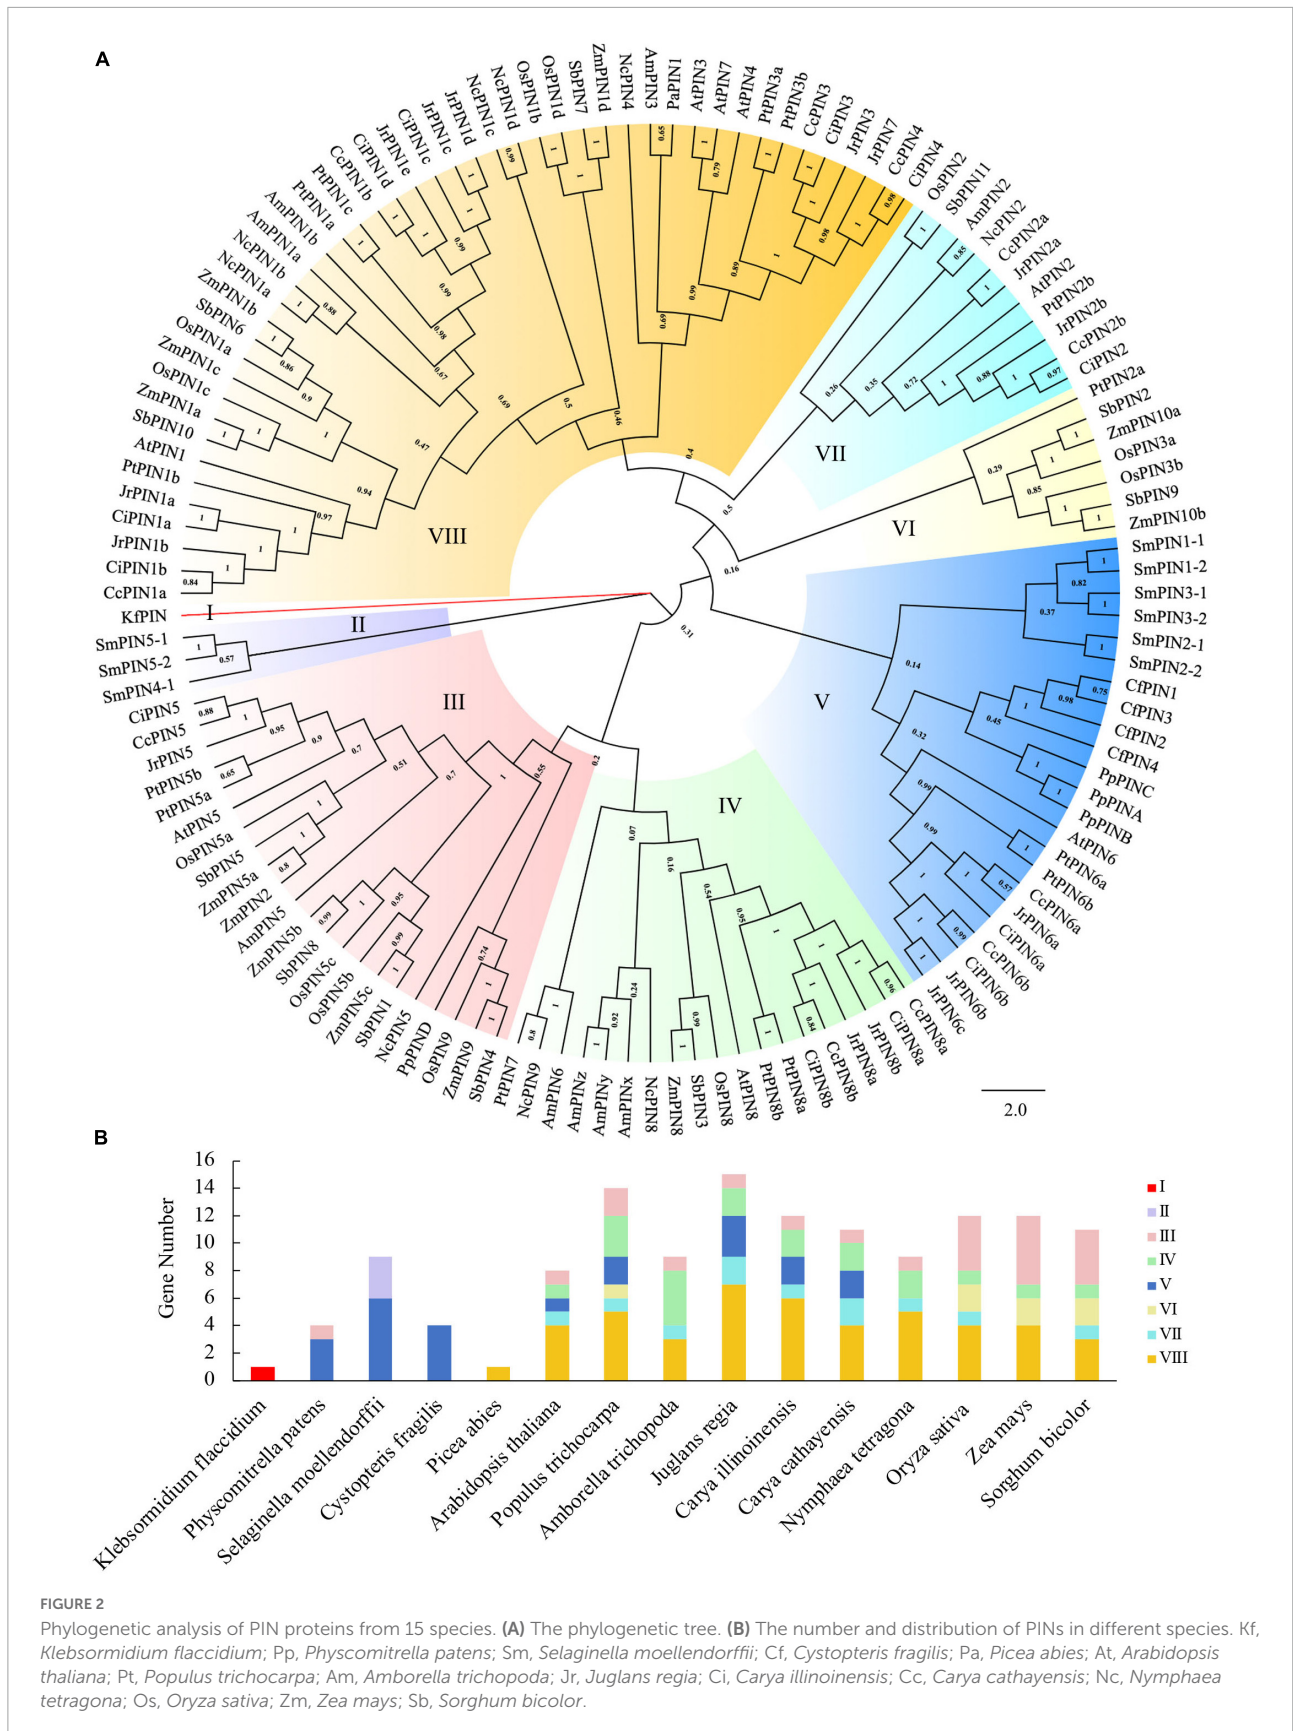 A
KfPIN
CcPIN1a
CiPIN1b
JrPIN1b
CiPIN1a
JrPIN1a
PtPIN1b
AtPIN1
SbPIN10
ZmPIN1a
OsPIN1c
ZmPIN1c
OsPIN1a
SbPIN6
ZmPIN1b
NcPIN1a
NcPIN1b
AmPIN1a
AmPIN1b
PtPIN1a
PtPIN1c
CcPIN1b
CiPIN1d
JrPIN1e
CiPIN1c
JrPIN1c
JrPIN1d
NcPIN1c
NcPIN1d
OsPIN1b
OsPIN1d
SbPIN7
ZmPIN1d
NcPIN4
AmPIN3
PaPIN1
AtPIN3
AtPIN7
AtPIN4
PtPIN3a
PtPIN3b
CcPIN3
CiPIN3
JrPIN3
JrPIN7
CcPIN4
CiPIN4
OsPIN2
SbPIN11
AmPIN2
NcPIN2
CcPIN2a
JrPIN2a
AtPIN2
PtPIN2b
JrPIN2b
CcPIN2b
CiPIN2
PtPIN2a
SbPIN2
ZmPIN10a
OsPIN3a
OsPIN3b
SbPIN9
ZmPIN10b
SmPIN1-1
SmPIN1-2
SmPIN3-1
SmPIN3-2
SmPIN2-1
SmPIN2-2
CfPIN1
CfPIN3
CfPIN2
CfPIN4
PpPINC
PpPINA
PpPINB
AtPIN6
PtPIN6a
PtPIN6b
CcPIN6a
JrPIN6a
CiPIN6a
CcPIN6b
CiPIN6b
JrPIN6b
JrPIN6c
CcPIN8a
CiPIN8a
JrPIN8b
JrPIN8a
CcPIN8b
CiPIN8b
PtPIN8a
PtPIN8b
AtPIN8
OsPIN8
SbPIN3
ZmPIN8
NcPIN8
AmPINx
AmPINy
AmPINz
AmPIN6
NcPIN9
PtPIN7
SbPIN4
ZmPIN9
OsPIN9
PpPIND
NcPIN5
SbPIN1
ZmPIN5c
OsPIN5b
OsPIN5c
SbPIN8
ZmPIN5b
AmPIN5
ZmPIN2
ZmPIN5a
SbPIN5
OsPIN5a
AtPIN5
PtPIN5a
PtPIN5b
JrPIN5
CcPIN5
CiPIN5
SmPIN4-1
SmPIN5-2
SmPIN5-1
I
II
III
IV
V
VI
VII
VIII
2.0
B
Gene Number
16
14
12
10
8
6
4
2
0
I
II
III
IV
V
VI
VII
VIII
Klebsormidium flaccidium
Physcomitrella patens
Selaginella moellendorffii
Cystopteris fragilis
Picea abies
Arabidopsis thaliana
Populus trichocarpa
Amborella trichopoda
Juglans regia
Carya illinoinensis
Carya cathayensis
Nymphaea tetragona
Oryza sativa
Zea mays
Sorghum bicolor
FIGURE 2
Phylogenetic analysis of PIN proteins from 15 species. (A) The phylogenetic tree. (B) The number and distribution of PINs in different species. Kf,
Klebsormidium flaccidium; Pp, Physcomitrella patens; Sm, Selaginella moellendorffii; Cf, Cystopteris fragilis; Pa, Picea abies; At, Arabidopsis
thaliana; Pt, Populus trichocarpa; Am, Amborella trichopoda; Jr, Juglans regia; Ci, Carya illinoinensis; Cc, Carya cathayensis; Nc, Nymphaea
tetragona; Os, Oryza sativa; Zm, Zea mays; Sb, Sorghum bicolor.